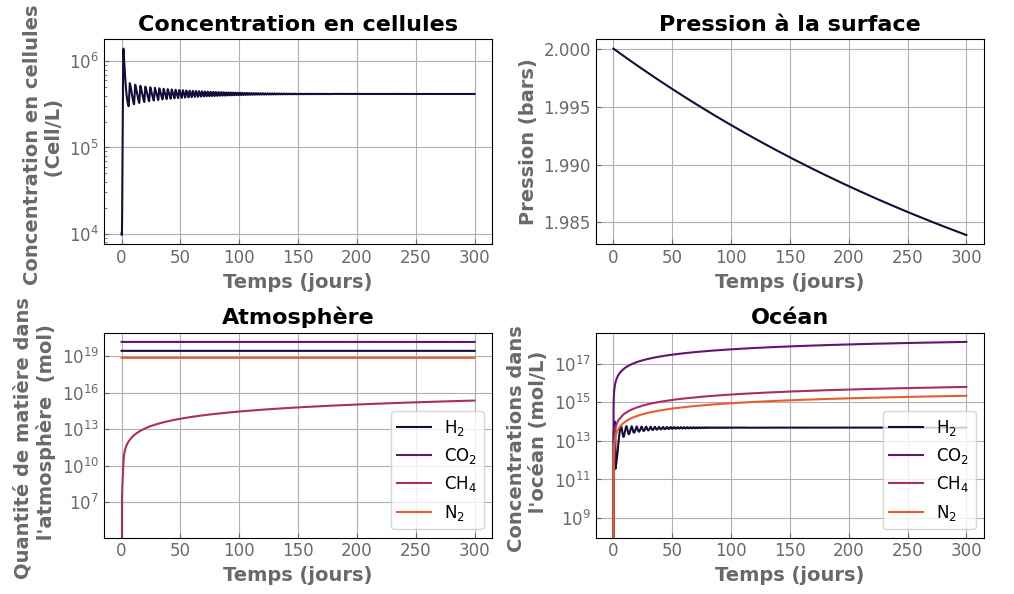 Concentration en cellules
Concentration en cellules
(Cell/L)
10^6
10^5
10^4
0 50 100 150 200 250 300
Temps (jours)
Pression à la surface
Pression (bars)
2.000
1.995
1.990
1.985
0 50 100 150 200 250 300
Temps (jours)
Atmosphère
Quantité de matière dans
l'atmosphère (mol)
10^19
10^16
10^13
10^10
10^7
H₂
CO₂
CH₄
N₂
0 50 100 150 200 250 300
Temps (jours)
Océan
Concentrations dans
l'océan (mol/L)
10^17
10^15
10^13
10^11
10^9
H₂
CO₂
CH₄
N₂
0 50 100 150 200 250 300
Temps (jours)